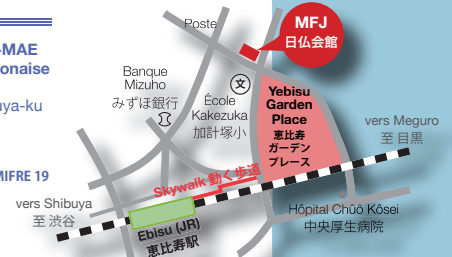 -MAE
onaise
uya-ku
MIFRE 19
Poste
MFJ
日仏会館
Banque
Mizuho
みずほ銀行
文
École
Kakezuka
加計塚小
Yebisu
Garden
Place
恵比寿
ガーデン
プレース
vers Meguro
至 目黒
Skywalk 動く歩道
vers Shibuya
至 渋谷
Ebisu (JR)
恵比寿駅
Hôpital Chûô Kôsei
中央厚生病院